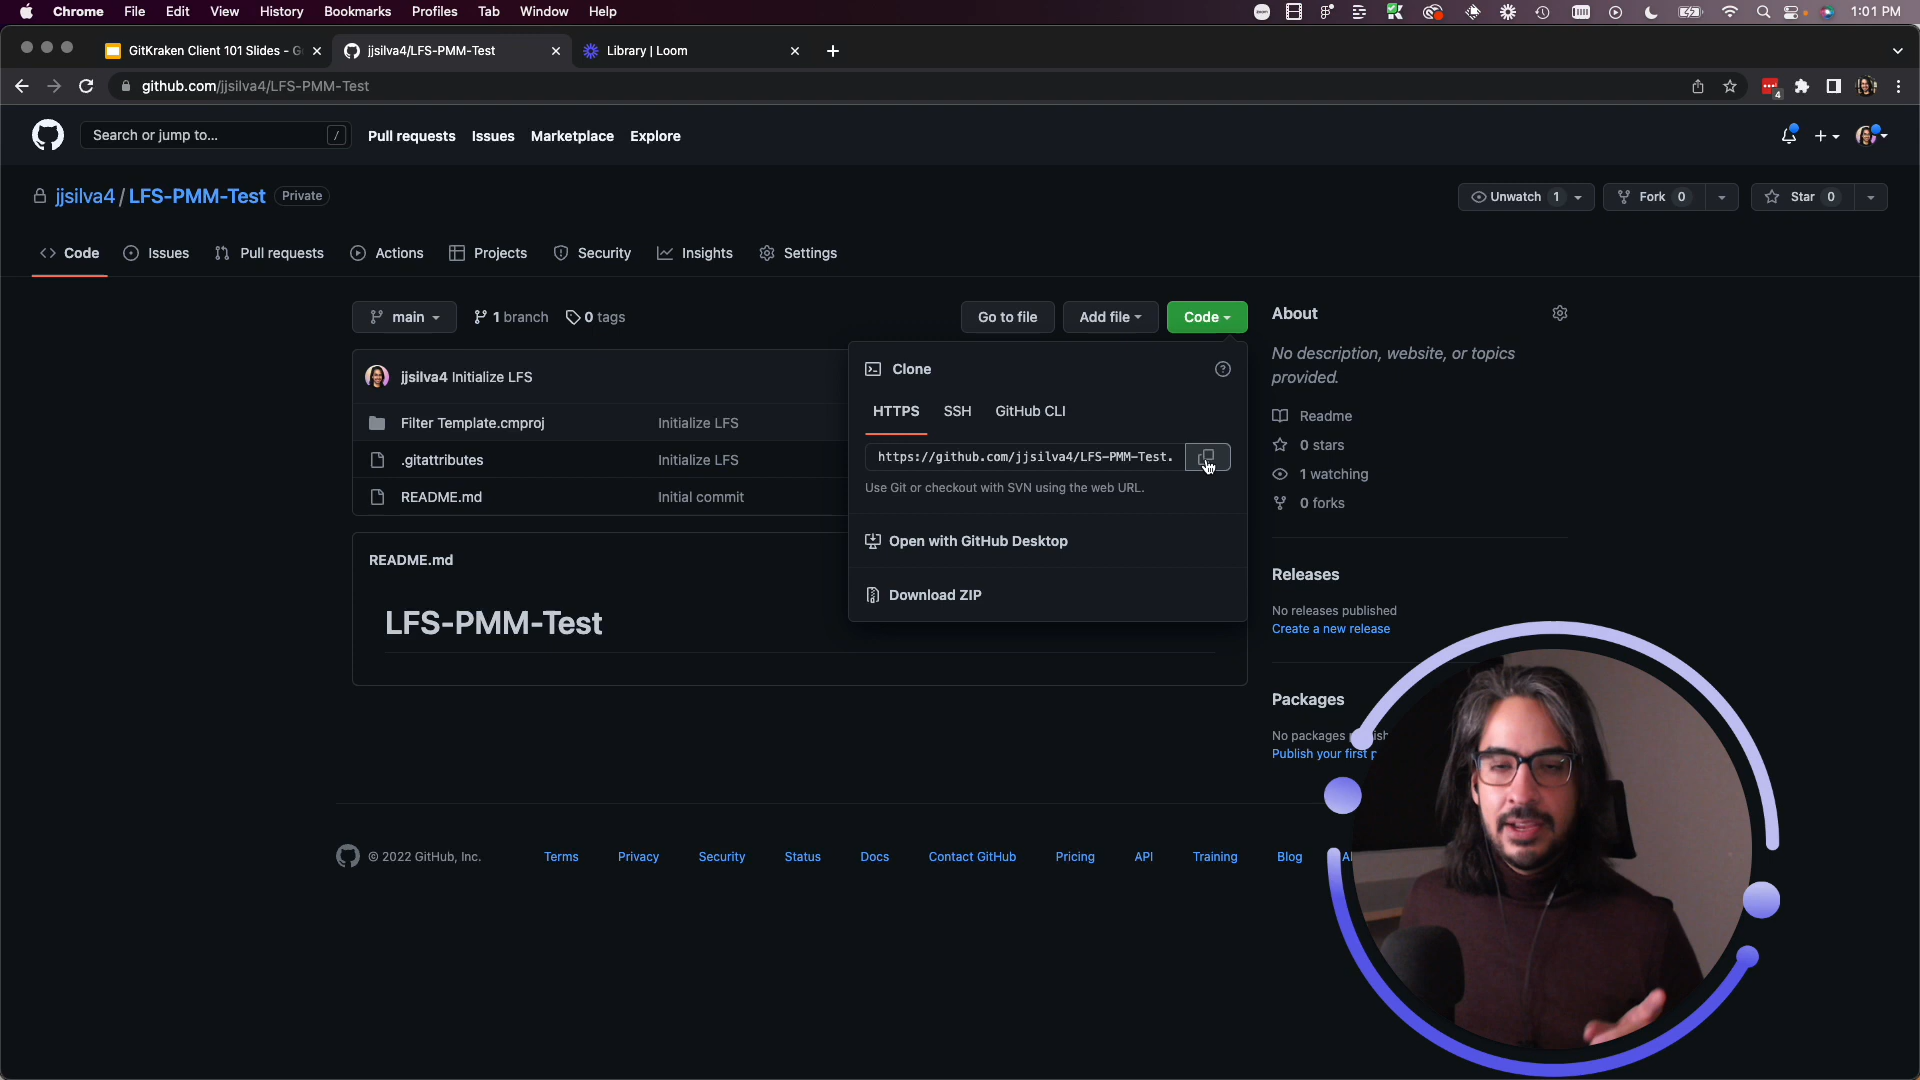 Chrome File Edit View History Bookmarks Profiles Tab Window Help 1:01 PM
GitKraken Client 101 Slides - jjsilva4/LFS-PMM-Test Library | Loom
github.com/jjsilva4/LFS-PMM-Test 4
Search or jump to... / Pull requests Issues Marketplace Explore
jjsilva4 / LFS-PMM-Test Private Unwatch 1 Fork 0 Star 0
Code Issues Pull requests Actions Projects Security Insights Settings
main 1 branch 0 tags Go to file Add file Code
jjsilva4 Initialize LFS
Filter Template.cmproj Initialize LFS
.gitattributes Initialize LFS
README.md Initial commit
README.md
LFS-PMM-Test
Clone
HTTPS SSH GitHub CLI
https://github.com/jjsilva4/LFS-PMM-Test.
Use Git or checkout with SVN using the web URL.
Open with GitHub Desktop
Download ZIP
About
No description, website, or topics
provided.
Readme
0 stars
1 watching
0 forks
Releases
No releases published
Create a new release
Packages
No packages
Publish your first
© 2022 GitHub, Inc. Terms Privacy Security Status Docs Contact GitHub Pricing API Training Blog